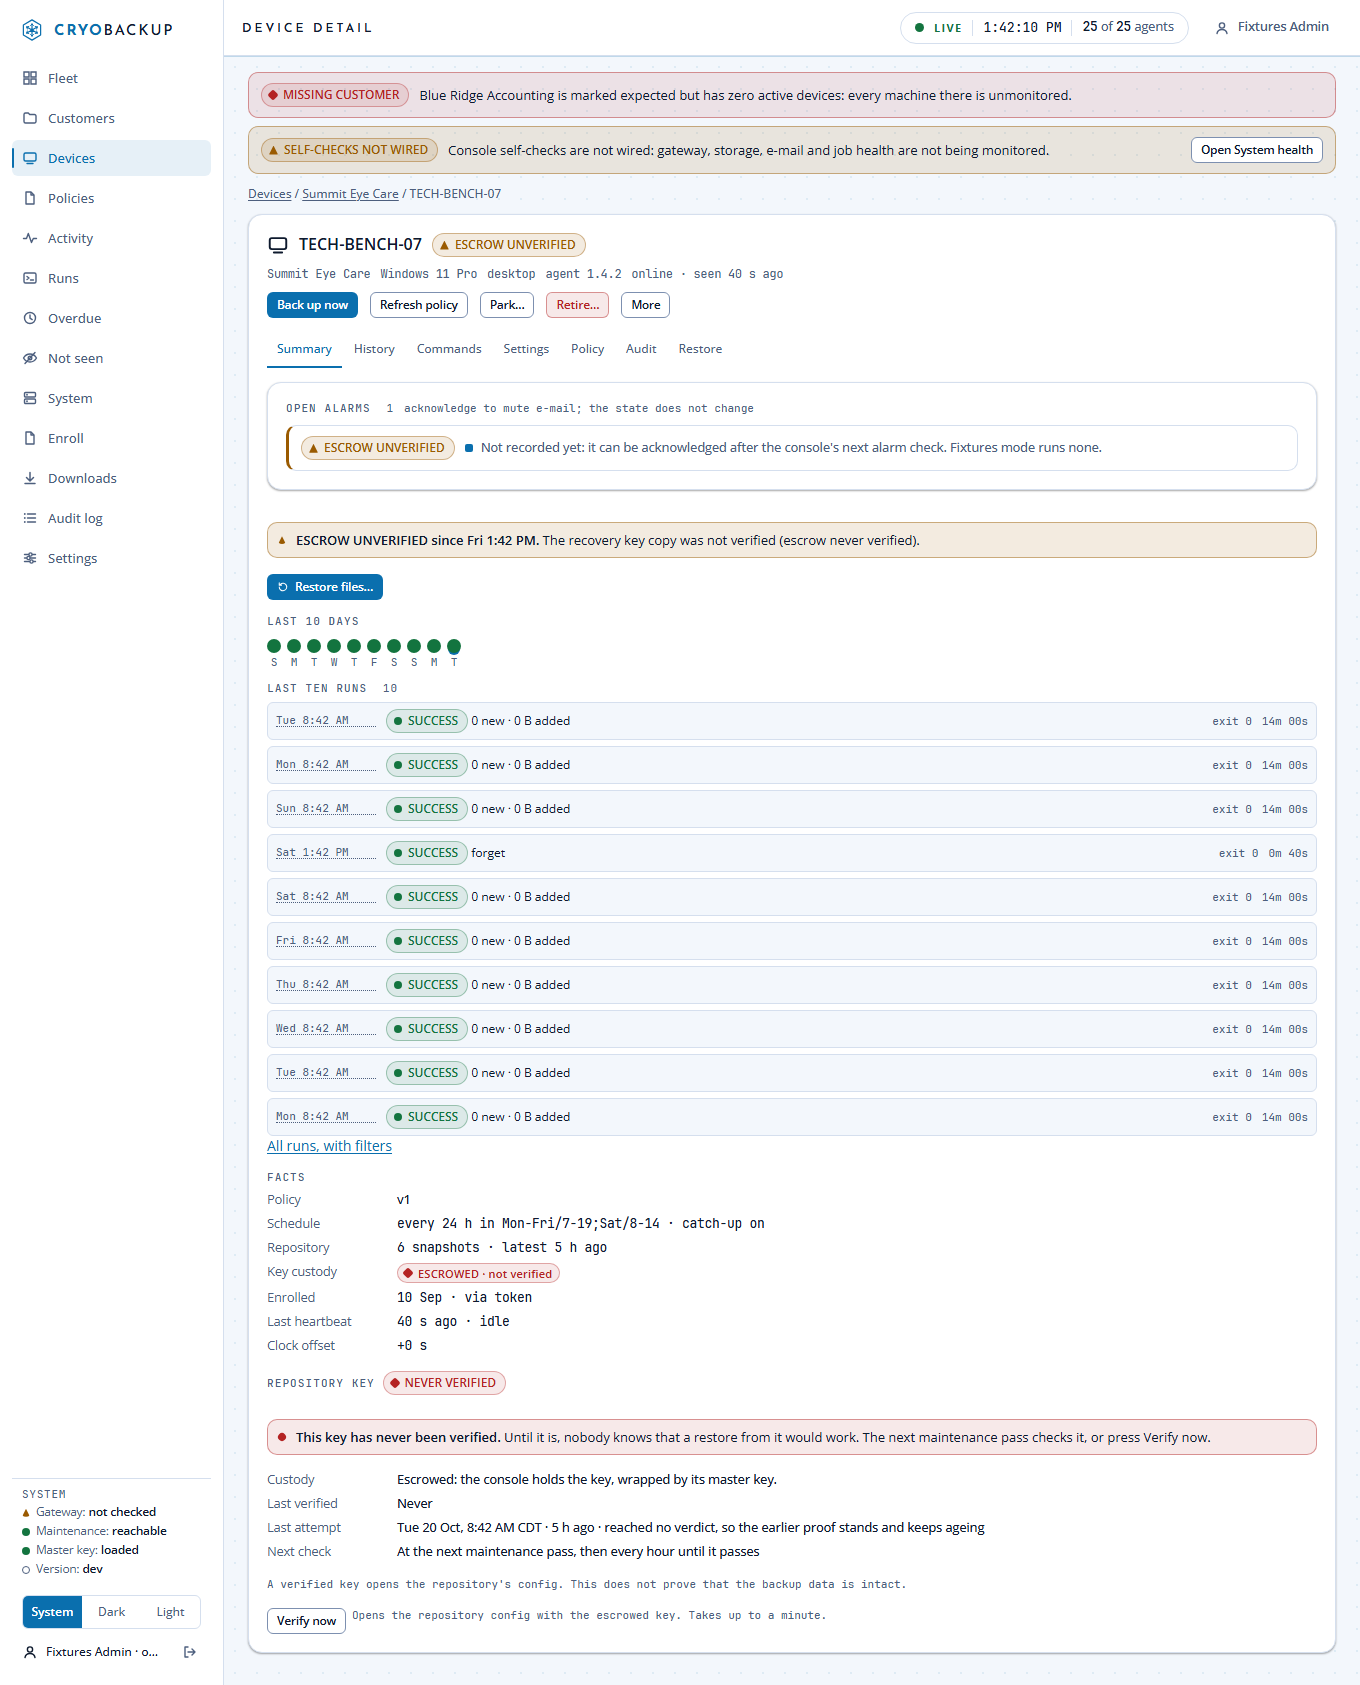 CRYOBACKUP
DEVICE DETAIL
LIVE 1:42:10 PM 25 of 25 agents
Fixtures Admin
Fleet
Customers
Devices
Policies
Activity
Runs
Overdue
Not seen
System
Enroll
Downloads
Audit log
Settings
MISSING CUSTOMER Blue Ridge Accounting is marked expected but has zero active devices: every machine there is unmonitored.
SELF-CHECKS NOT WIRED Console self-checks are not wired: gateway, storage, e-mail and job health are not being monitored. Open System health
Devices / Summit Eye Care / TECH-BENCH-07
TECH-BENCH-07 ESCROW UNVERIFIED
Summit Eye Care Windows 11 Pro desktop agent 1.4.2 online · seen 40 s ago
Back up now Refresh policy Park... Retire... More
Summary History Commands Settings Policy Audit Restore
OPEN ALARMS 1 acknowledge to mute e-mail; the state does not change
ESCROW UNVERIFIED Not recorded yet: it can be acknowledged after the console's next alarm check. Fixtures mode runs none.
ESCROW UNVERIFIED since Fri 1:42 PM. The recovery key copy was not verified (escrow never verified).
Restore files...
LAST 10 DAYS
S M T W T F S S M T
LAST TEN RUNS 10
Tue 8:42 AM SUCCESS 0 new · 0 B added exit 0 14m 00s
Mon 8:42 AM SUCCESS 0 new · 0 B added exit 0 14m 00s
Sun 8:42 AM SUCCESS 0 new · 0 B added exit 0 14m 00s
Sat 1:42 PM SUCCESS forget exit 0 0m 40s
Sat 8:42 AM SUCCESS 0 new · 0 B added exit 0 14m 00s
Fri 8:42 AM SUCCESS 0 new · 0 B added exit 0 14m 00s
Thu 8:42 AM SUCCESS 0 new · 0 B added exit 0 14m 00s
Wed 8:42 AM SUCCESS 0 new · 0 B added exit 0 14m 00s
Tue 8:42 AM SUCCESS 0 new · 0 B added exit 0 14m 00s
Mon 8:42 AM SUCCESS 0 new · 0 B added exit 0 14m 00s
All runs, with filters
FACTS
Policy v1
Schedule every 24 h in Mon-Fri/7-19;Sat/8-14 · catch-up on
Repository 6 snapshots · latest 5 h ago
Key custody ESCROWED · not verified
Enrolled 10 Sep · via token
Last heartbeat 40 s ago · idle
Clock offset +0 s
REPOSITORY KEY NEVER VERIFIED
This key has never been verified. Until it is, nobody knows that a restore from it would work. The next maintenance pass checks it, or press Verify now.
Custody Escrowed: the console holds the key, wrapped by its master key.
Last verified Never
Last attempt Tue 20 Oct, 8:42 AM CDT · 5 h ago · reached no verdict, so the earlier proof stands and keeps ageing
Next check At the next maintenance pass, then every hour until it passes
A verified key opens the repository's config. This does not prove that the backup data is intact.
Verify now Opens the repository config with the escrowed key. Takes up to a minute.
SYSTEM
Gateway: not checked
Maintenance: reachable
Master key: loaded
Version: dev
System Dark Light
Fixtures Admin · o...